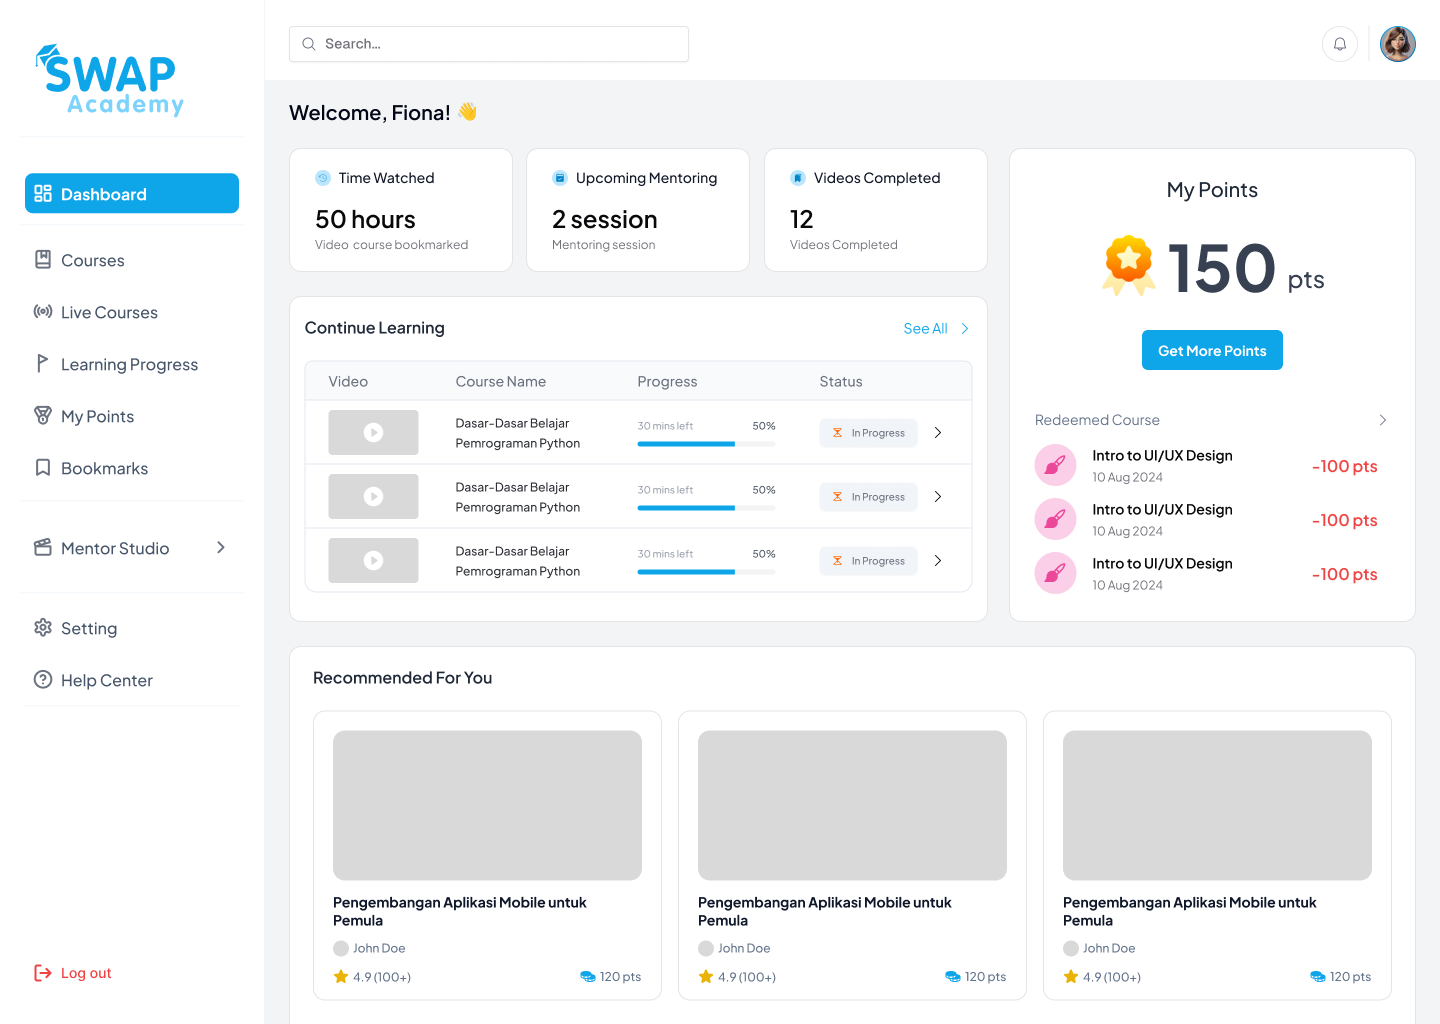 SWAP
Academy
Dashboard
Courses
Live Courses
Learning Progress
My Points
Bookmarks
Mentor Studio
Setting
Help Center
Log out
Search...
Welcome, Fiona! 👋
Time Watched
50 hours
Video course bookmarked
Upcoming Mentoring
2 session
Mentoring session
Videos Completed
12
Videos Completed
My Points
150 pts
Get More Points
Redeemed Course
Intro to UI/UX Design
10 Aug 2024
-100 pts
Intro to UI/UX Design
10 Aug 2024
-100 pts
Intro to UI/UX Design
10 Aug 2024
-100 pts
Continue Learning
See All
Video Course Name Progress Status
Dasar-Dasar Belajar
Pemrograman Python
30 mins left 50%
In Progress
Dasar-Dasar Belajar
Pemrograman Python
30 mins left 50%
In Progress
Dasar-Dasar Belajar
Pemrograman Python
30 mins left 50%
In Progress
Recommended For You
Pengembangan Aplikasi Mobile untuk
Pemula
John Doe
4.9 (100+) 120 pts
Pengembangan Aplikasi Mobile untuk
Pemula
John Doe
4.9 (100+) 120 pts
Pengembangan Aplikasi Mobile untuk
Pemula
John Doe
4.9 (100+) 120 pts